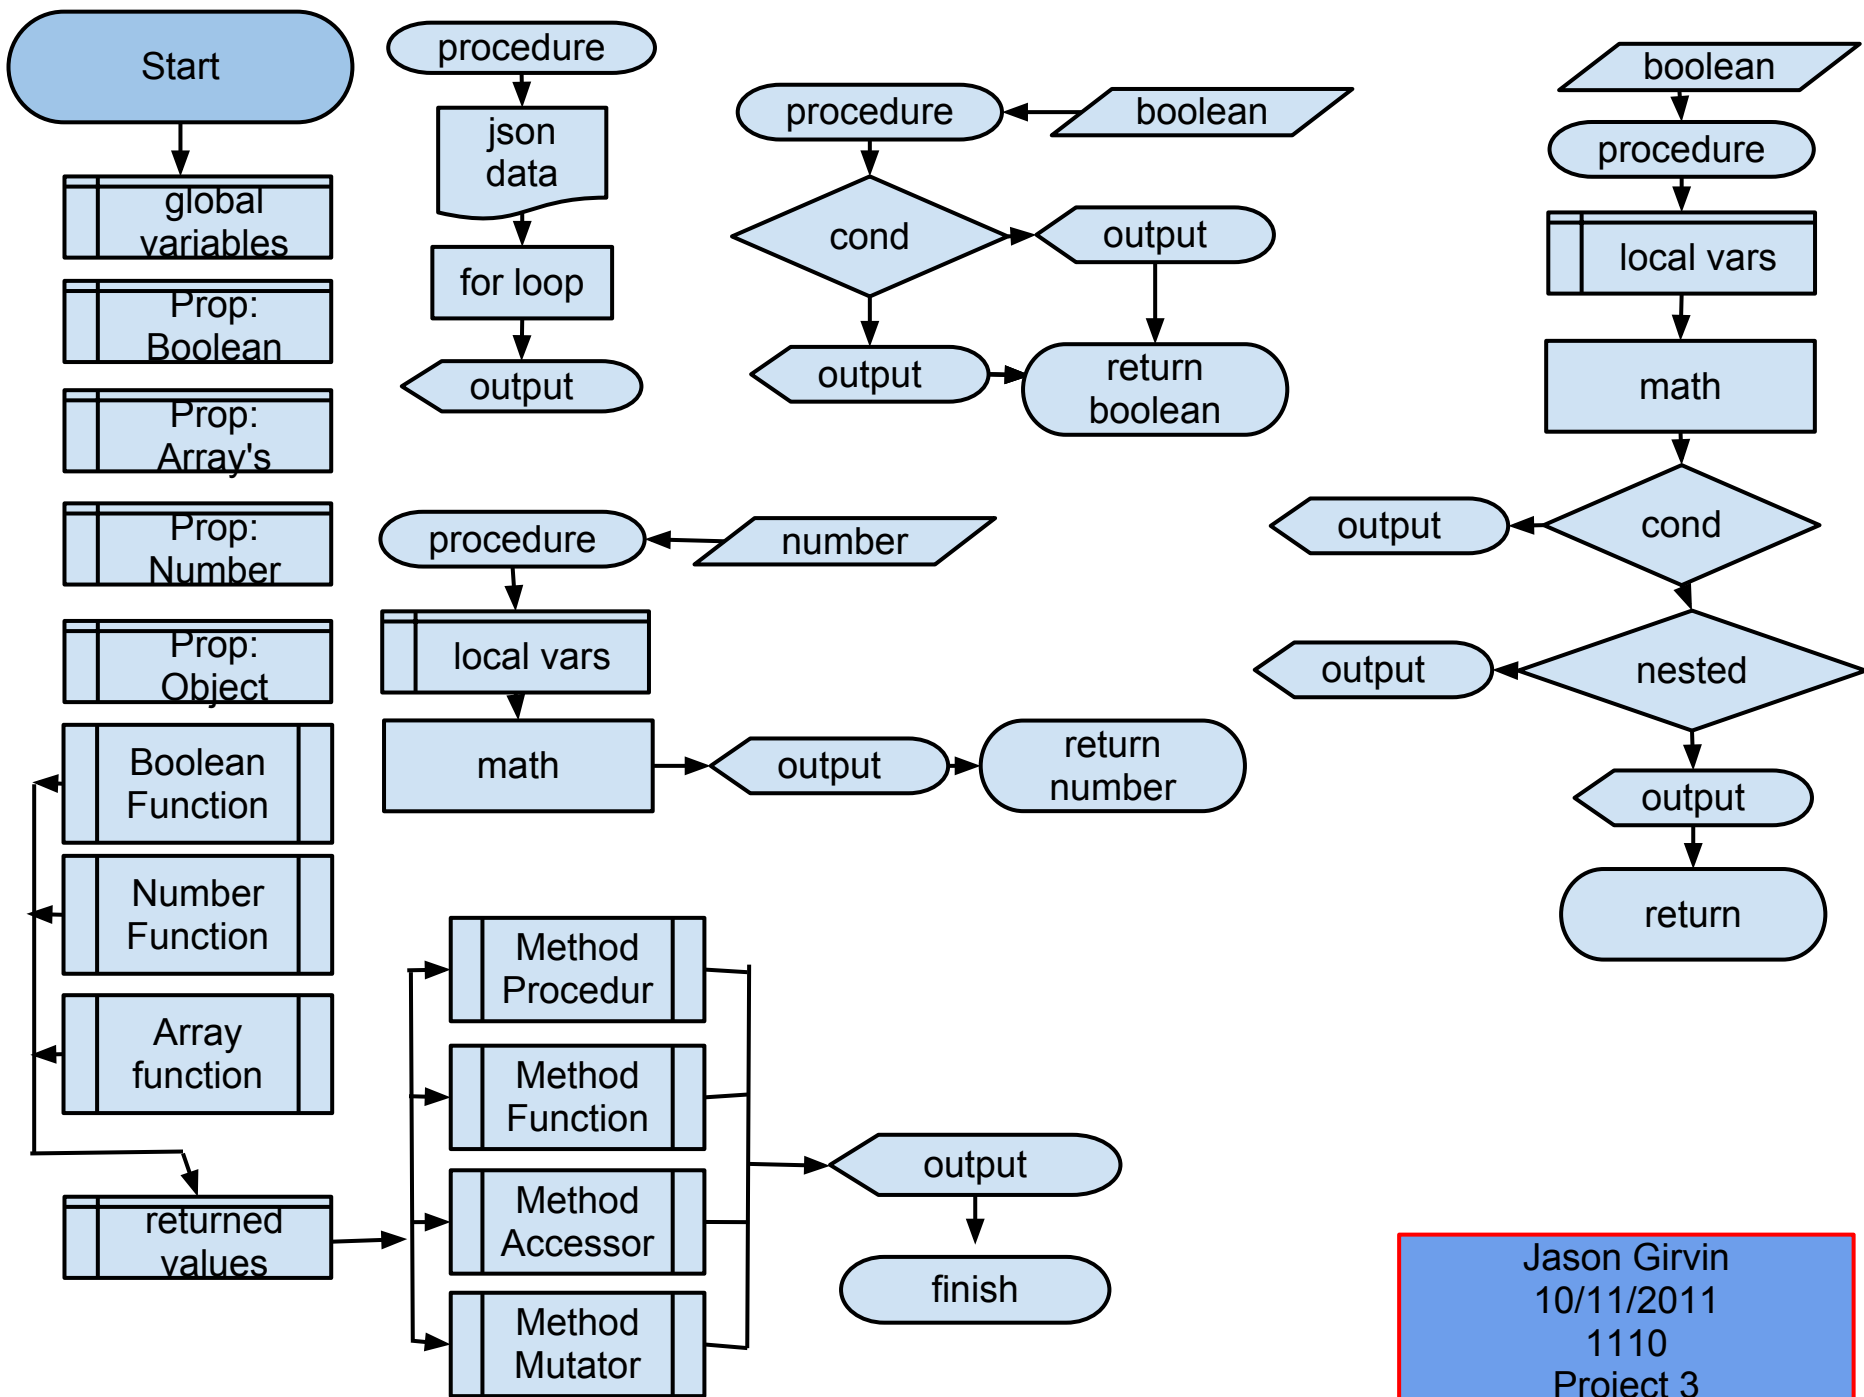 Start
global
variables
Prop:
Boolean
Prop:
Array's
Prop:
Number
Prop:
Object
Boolean
Function
Number
Function
Array
function
returned
values
procedure
json
data
for loop
output
procedure
boolean
cond
output
output
return
boolean
procedure
number
local vars
math
output
return
number
Method
Procedur
Method
Function
Method
Accessor
Method
Mutator
output
finish
boolean
procedure
local vars
math
cond
output
nested
output
output
return
Jason Girvin
10/11/2011
1110
Project 3